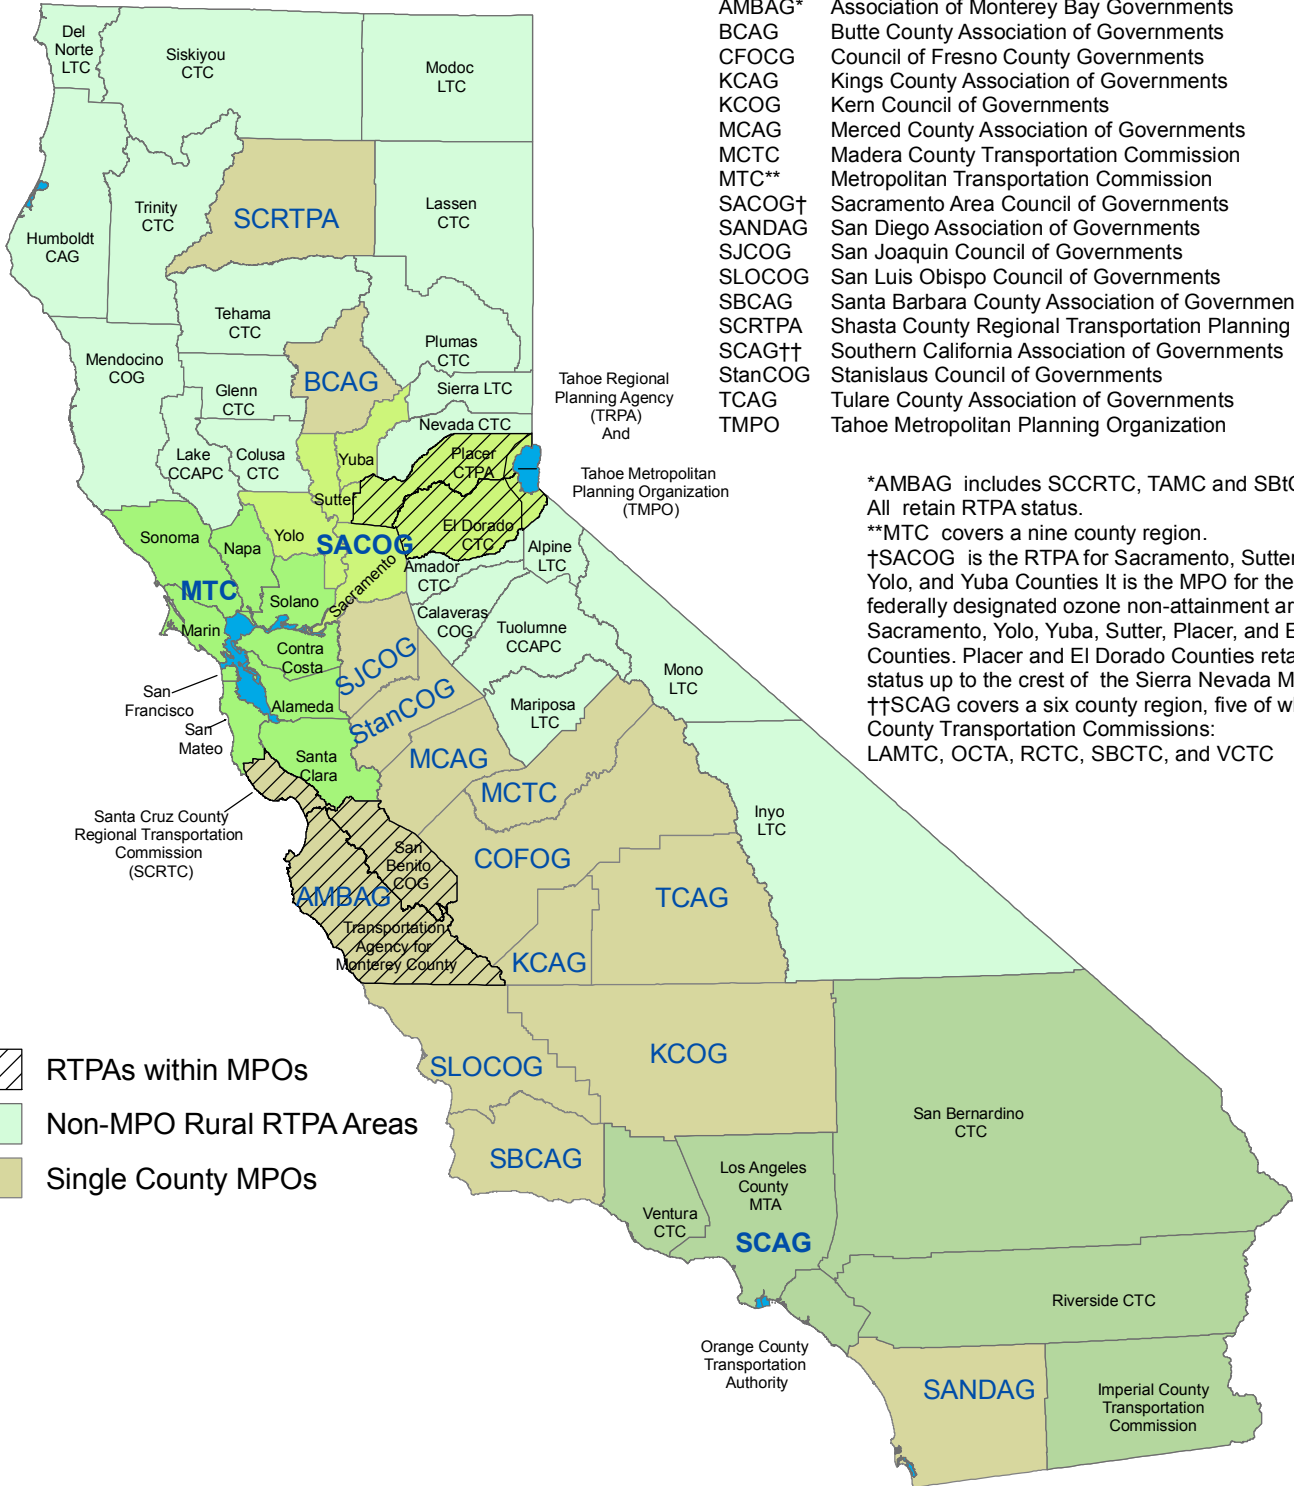 AMBAG* Association of Monterey Bay Governments
BCAG Butte County Association of Governments
CFOCG Council of Fresno County Governments
KCAG Kings County Association of Governments
KCOG Kern Council of Governments
MCAG Merced County Association of Governments
MCTC Madera County Transportation Commission
MTC** Metropolitan Transportation Commission
SACOG† Sacramento Area Council of Governments
SANDAG San Diego Association of Governments
SJCOG San Joaquin Council of Governments
SLOCOG San Luis Obispo Council of Governments
SBCAG Santa Barbara County Association of Governmen
SCRTPA Shasta County Regional Transportation Planning
SCAG†† Southern California Association of Governments
StanCOG Stanislaus Council of Governments
TCAG Tulare County Association of Governments
TMPO Tahoe Metropolitan Planning Organization
*AMBAG includes SCCRTC, TAMC and SBtC
All retain RTPA status.
**MTC covers a nine county region.
†SACOG is the RTPA for Sacramento, Sutter
Yolo, and Yuba Counties It is the MPO for the
federally designated ozone non-attainment ar
Sacramento, Yolo, Yuba, Sutter, Placer, and E
Counties. Placer and El Dorado Counties reta
status up to the crest of the Sierra Nevada M
††SCAG covers a six county region, five of w
County Transportation Commissions:
LAMTC, OCTA, RCTC, SBCTC, and VCTC
Del
Norte
LTC
Siskiyou
CTC
Modoc
LTC
Humboldt
CAG
Trinity
CTC
SCRTPA
Lassen
CTC
Tehama
CTC
Plumas
CTC
Mendocino
COG
Glenn
CTC
BCAG
Sierra LTC
Nevada CTC
Lake
CCAPC
Colusa
CTC
Yuba
Placer
CTPA
Sutter
El Dorado
CTC
Tahoe Regional
Planning Agency
(TRPA)
And
Tahoe Metropolitan
Planning Organization
(TMPO)
Sonoma
Napa
Yolo
SACOG
Sacramento
Amador
CTC
Alpine
LTC
MTC
Solano
Marin
Contra
Costa
Calaveras
COG
Tuolumne
CCAPC
Mono
LTC
San
Francisco
San
Mateo
Alameda
SJCOG
StanCOG
Mariposa
LTC
Santa
Clara
MCAG
MCTC
Inyo
LTC
Santa Cruz County
Regional Transportation
Commission
(SCRTC)
San
Benito
COG
COFOG
AMBAG
TCAG
Transportation
Agency for
Monterey County
KCAG
SLOCOG
KCOG
SBCAG
San Bernardino
CTC
Ventura
CTC
Los Angeles
County
MTA
SCAG
Riverside CTC
Orange County
Transportation
Authority
SANDAG
Imperial County
Transportation
Commission
RTPAs within MPOs
Non-MPO Rural RTPA Areas
Single County MPOs